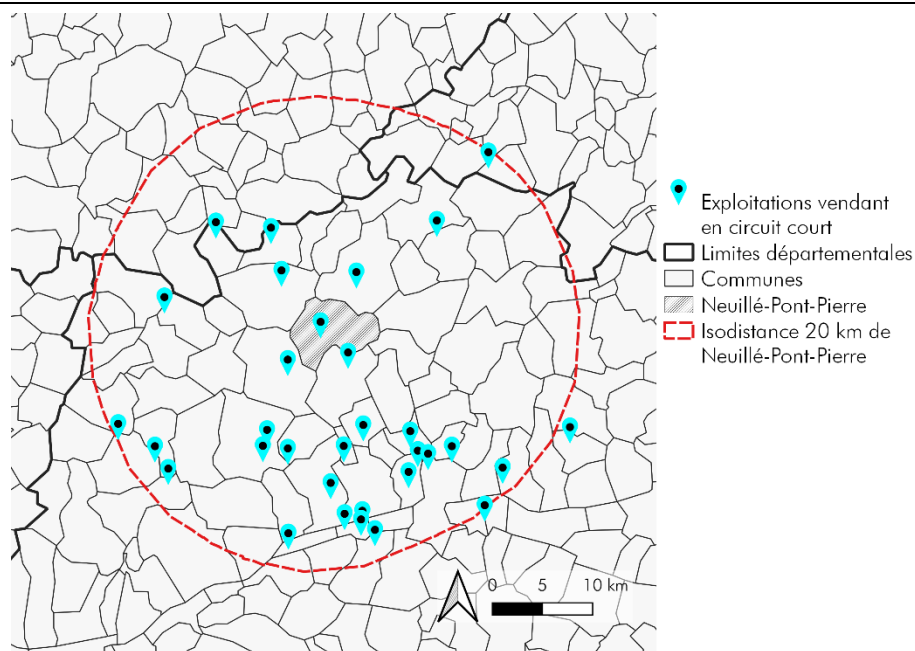 Exploitations vendant
en circuit court
Limites départementales
Communes
Neuillé-Pont-Pierre
Isodistance 20 km de
Neuillé-Pont-Pierre
0 5 10 km